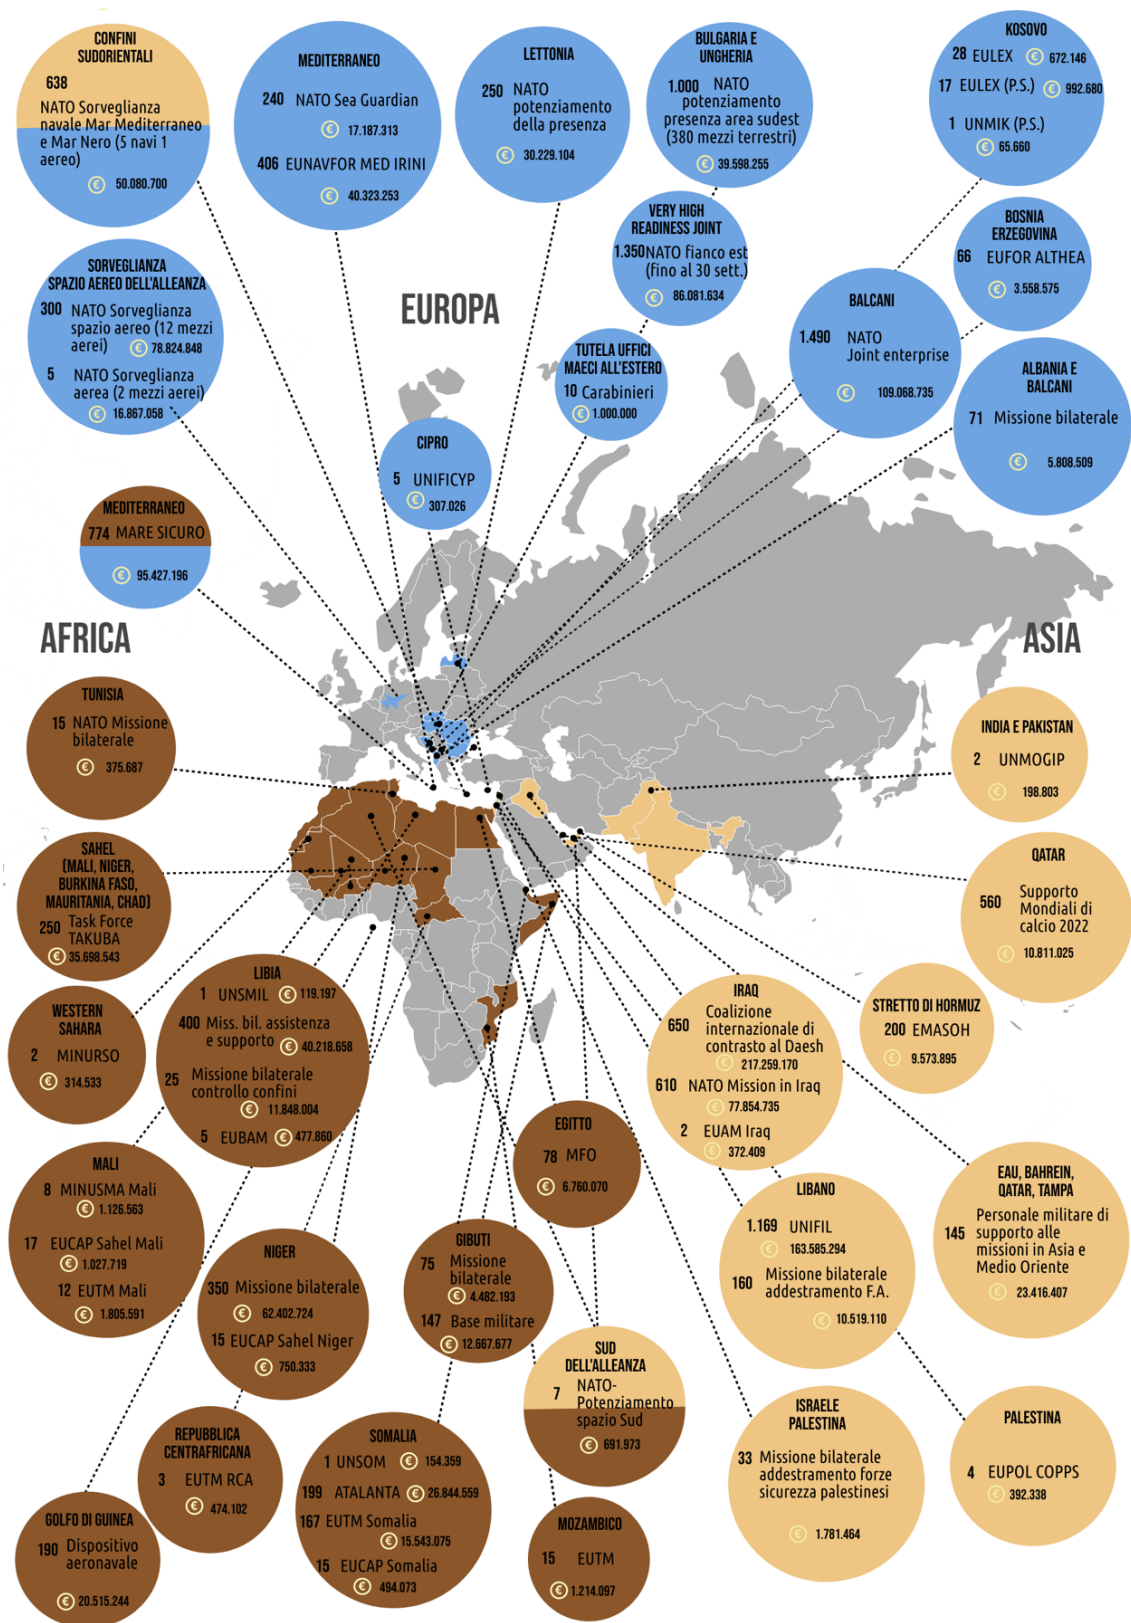 CONFINI
SUDORIENTALI
638
NATO Sorveglianza
navale Mar Mediterraneo
e Mar Nero (5 navi 1
aereo)
€ 50.080.700
MEDITERRANEO
240 NATO Sea Guardian
€ 17.187.313
406 EUNAVFOR MED IRINI
€ 40.323.253
LETTONIA
250 NATO
potenziamento
della presenza
€ 30.229.104
BULGARIA E
UNGHERIA
1.000 NATO
potenziamento
presenza area sudest
(380 mezzi terrestri)
€ 39.598.255
KOSOVO
28 EULEX € 672.146
17 EULEX (P.S.) € 992.680
1 UNMIK (P.S.)
€ 65.660
VERY HIGH
READINESS JOINT
1.350 NATO fianco est
(fino al 30 sett.)
€ 86.081.634
BOSNIA
ERZEGOVINA
66 EUFOR ALTHEA
€ 3.558.575
SORVEGLIANZA
SPAZIO AEREO DELL'ALLEANZA
300 NATO Sorveglianza
spazio aereo (12 mezzi
aerei) € 78.824.848
5 NATO Sorveglianza
aerea (2 mezzi aerei)
€ 16.867.058
EUROPA
BALCANI
1.490 NATO
Joint enterprise
€ 109.068.735
TUTELA UFFICI
MAECI ALL'ESTERO
10 Carabinieri
€ 1.000.000
ALBANIA E
BALCANI
71 Missione bilaterale
€ 5.808.509
CIPRO
5 UNIFICYP
€ 307.026
MEDITERRANEO
774 MARE SICURO
€ 95.427.196
AFRICA
ASIA
TUNISIA
15 NATO Missione
bilaterale
€ 375.687
INDIA E PAKISTAN
2 UNMOGIP
€ 198.803
SAHEL
(MALI, NIGER,
BURKINA FASO,
MAURITANIA, CHAD)
250 Task Force
TAKUBA
€ 35.698.543
QATAR
560 Supporto
Mondiali di
calcio 2022
€ 10.811.025
LIBIA
1 UNSMIL € 119.197
400 Miss. bil. assistenza
e supporto € 40.218.658
25 Missione bilaterale
controllo confini
€ 11.848.004
5 EUBAM € 477.860
WESTERN
SAHARA
2 MINURSO
€ 314.533
IRAQ
650 Coalizione
internazionale di
contrasto al Daesh
€ 217.259.170
610 NATO Mission in Iraq
€ 77.854.735
2 EUAM Iraq
€ 372.409
STRETTO DI HORMUZ
200 EMASOH
€ 9.573.895
EGITTO
78 MFO
€ 6.760.070
MALI
8 MINUSMA Mali
€ 1.126.563
17 EUCAP Sahel Mali
€ 1.027.719
12 EUTM Mali
€ 1.805.591
LIBANO
1.169 UNIFIL
€ 163.585.294
160 Missione bilaterale
addestramento F.A.
€ 10.519.110
EAU, BAHREIN,
QATAR, TAMPA
145 Personale militare di
supporto alle
missioni in Asia e
Medio Oriente
€ 23.416.407
NIGER
350 Missione bilaterale
€ 62.402.724
15 EUCAP Sahel Niger
€ 750.333
GIBUTI
75 Missione
bilaterale
€ 4.482.193
147 Base militare
€ 12.667.677
SUD
DELL'ALLEANZA
7 NATO-
Potenziamento
spazio Sud
€ 691.973
ISRAELE
PALESTINA
33 Missione bilaterale
addestramento forze
sicurezza palestinesi
€ 1.781.464
PALESTINA
4 EUPOL COPPS
€ 392.338
REPUBBLICA
CENTRAFRICANA
3 EUTM RCA
€ 474.102
SOMALIA
1 UNSOM € 154.359
199 ATALANTA € 26.844.559
167 EUTM Somalia
€ 15.543.075
15 EUCAP Somalia
€ 494.073
GOLFO DI GUINEA
190 Dispositivo
aeronavale
€ 20.515.244
MOZAMBICO
15 EUTM
€ 1.214.097